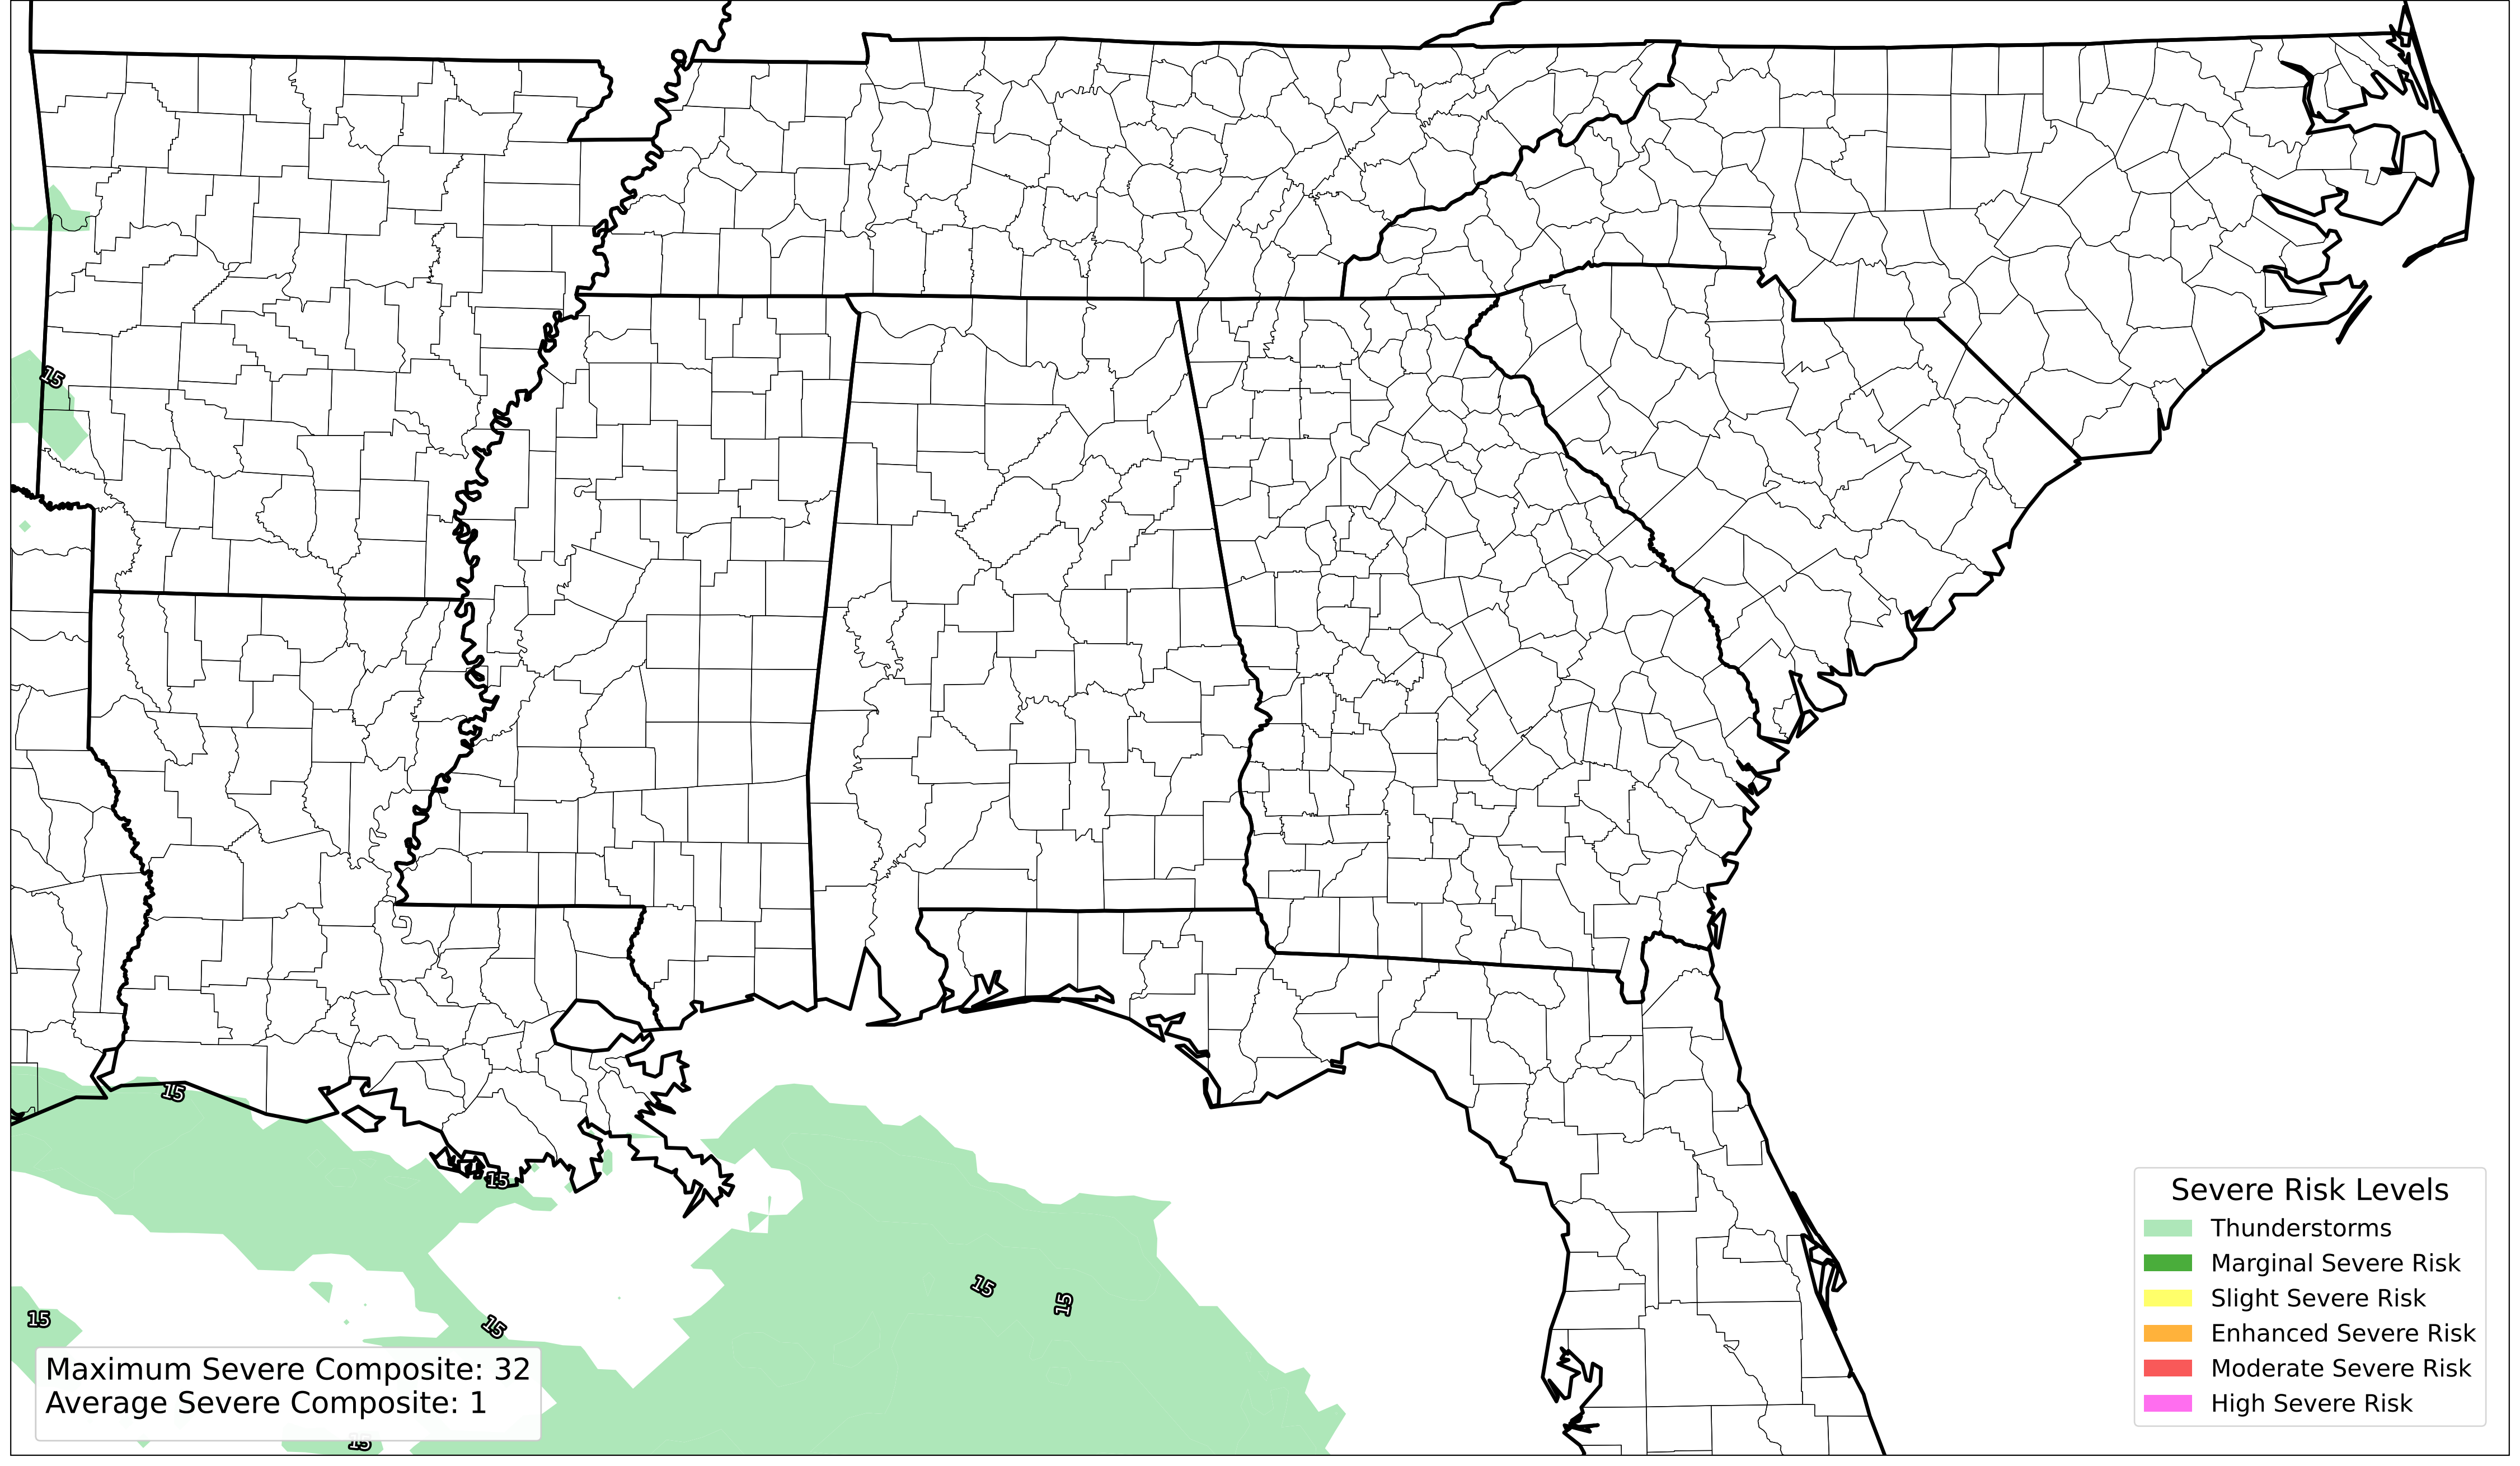 15
15
15
15
15
15
15
15
Maximum Severe Composite: 32
Average Severe Composite: 1
Severe Risk Levels
Thunderstorms
Marginal Severe Risk
Slight Severe Risk
Enhanced Severe Risk
Moderate Severe Risk
High Severe Risk